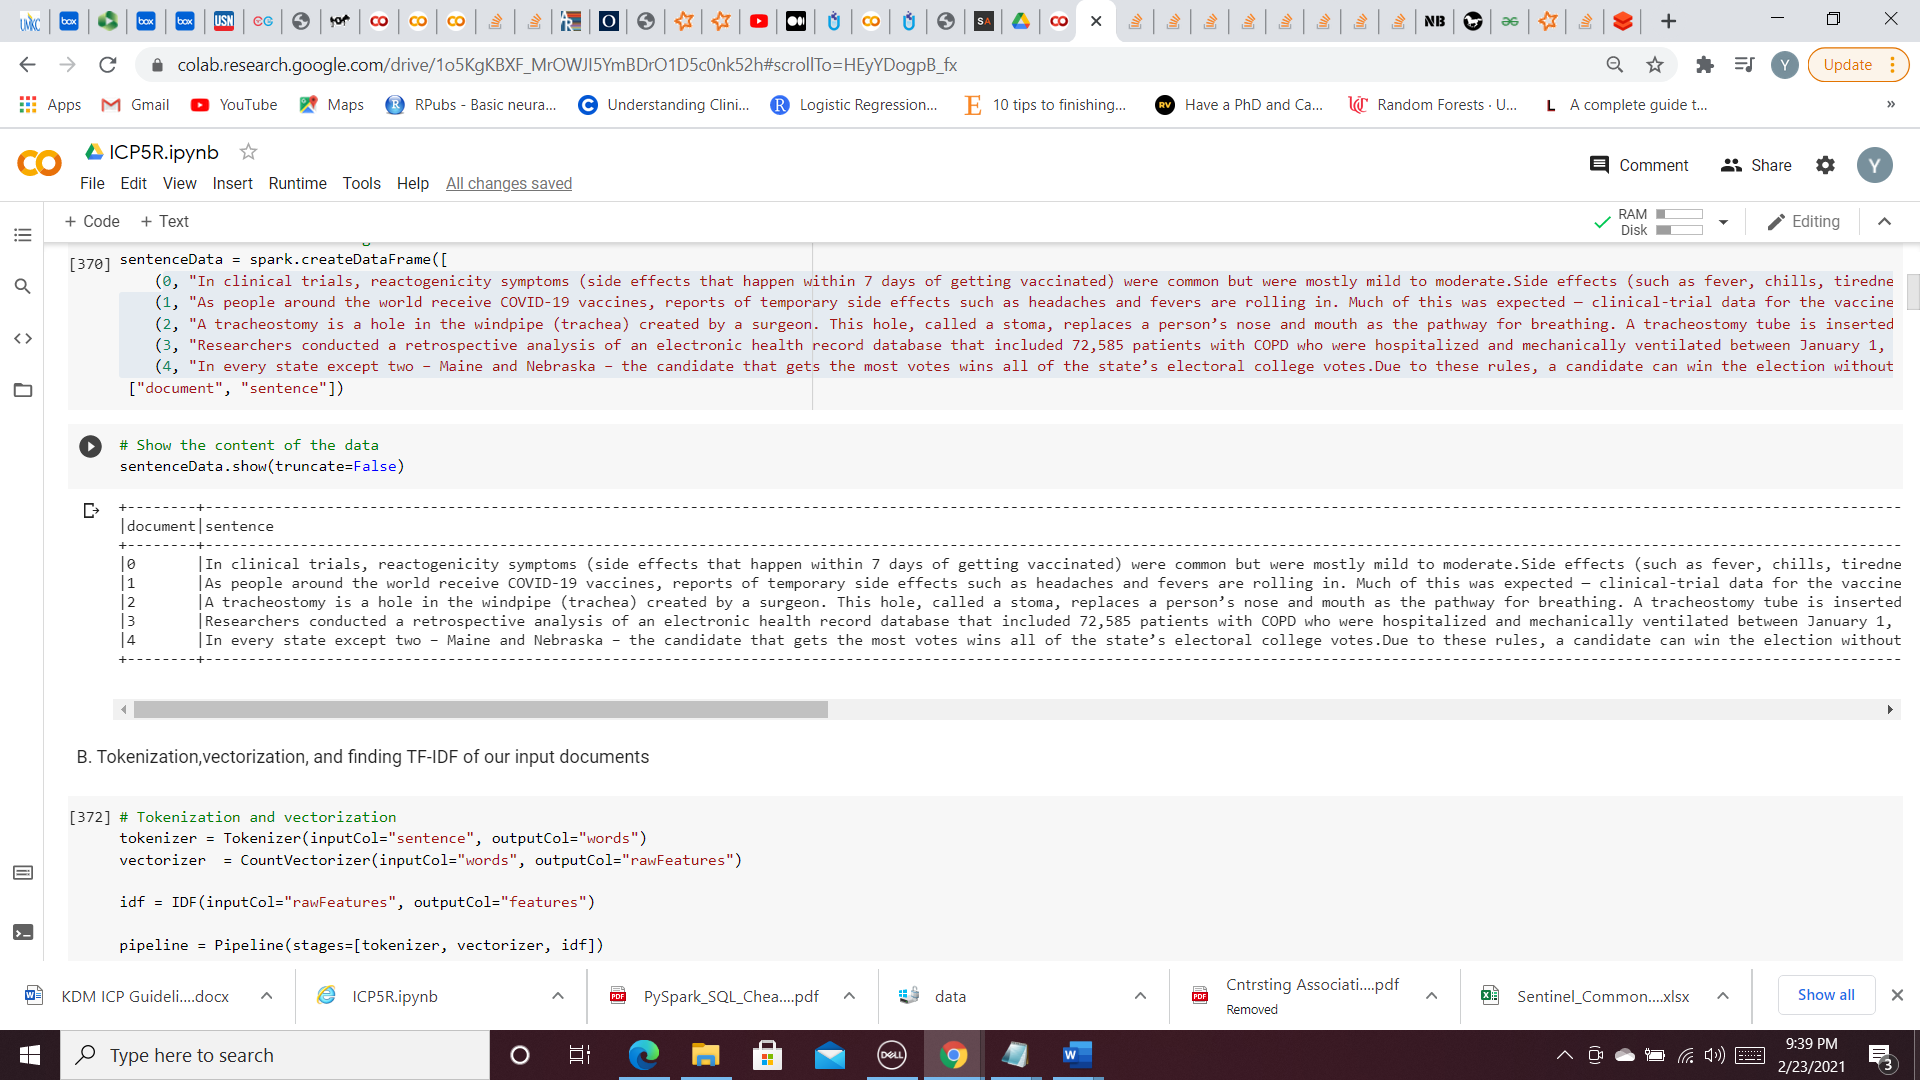 UMKC box box box USN CG NB SA
colab.research.google.com/drive/1o5KgKBXF_MrOWJI5YmBDrO1D5c0nk52h#scrollTo=HEyYDogpB_fx
Y Update
Apps Gmail YouTube Maps RPubs - Basic neura... Understanding Clini... Logistic Regression... 10 tips to finishing... Have a PhD and Ca... Random Forests · U... A complete guide t... »
ICP5R.ipynb
Comment Share Y
File Edit View Insert Runtime Tools Help All changes saved
+ Code + Text
RAM
Disk
Editing
[370] sentenceData = spark.createDataFrame([
(0, "In clinical trials, reactogenicity symptoms (side effects that happen within 7 days of getting vaccinated) were common but were mostly mild to moderate.Side effects (such as fever, chills, tiredne
(1, "As people around the world receive COVID-19 vaccines, reports of temporary side effects such as headaches and fevers are rolling in. Much of this was expected — clinical-trial data for the vaccine
(2, "A tracheostomy is a hole in the windpipe (trachea) created by a surgeon. This hole, called a stoma, replaces a person’s nose and mouth as the pathway for breathing. A tracheostomy tube is inserted
(3, "Researchers conducted a retrospective analysis of an electronic health record database that included 72,585 patients with COPD who were hospitalized and mechanically ventilated between January 1,
(4, "In every state except two – Maine and Nebraska – the candidate that gets the most votes wins all of the state’s electoral college votes.Due to these rules, a candidate can win the election without
["document", "sentence"])
# Show the content of the data
sentenceData.show(truncate=False)
|document|sentence
|0 |In clinical trials, reactogenicity symptoms (side effects that happen within 7 days of getting vaccinated) were common but were mostly mild to moderate.Side effects (such as fever, chills, tiredne
|1 |As people around the world receive COVID-19 vaccines, reports of temporary side effects such as headaches and fevers are rolling in. Much of this was expected — clinical-trial data for the vaccine
|2 |A tracheostomy is a hole in the windpipe (trachea) created by a surgeon. This hole, called a stoma, replaces a person’s nose and mouth as the pathway for breathing. A tracheostomy tube is inserted
|3 |Researchers conducted a retrospective analysis of an electronic health record database that included 72,585 patients with COPD who were hospitalized and mechanically ventilated between January 1,
|4 |In every state except two – Maine and Nebraska – the candidate that gets the most votes wins all of the state’s electoral college votes.Due to these rules, a candidate can win the election without
B. Tokenization,vectorization, and finding TF-IDF of our input documents
[372] # Tokenization and vectorization
tokenizer = Tokenizer(inputCol="sentence", outputCol="words")
vectorizer = CountVectorizer(inputCol="words", outputCol="rawFeatures")
idf = IDF(inputCol="rawFeatures", outputCol="features")
pipeline = Pipeline(stages=[tokenizer, vectorizer, idf])
KDM ICP Guideli....docx
ICP5R.ipynb
PySpark_SQL_Chea....pdf
data
Cntrsting Associati....pdf
Removed
Sentinel_Common....xlsx
Show all
Type here to search
DELL
9:39 PM
2/23/2021
3